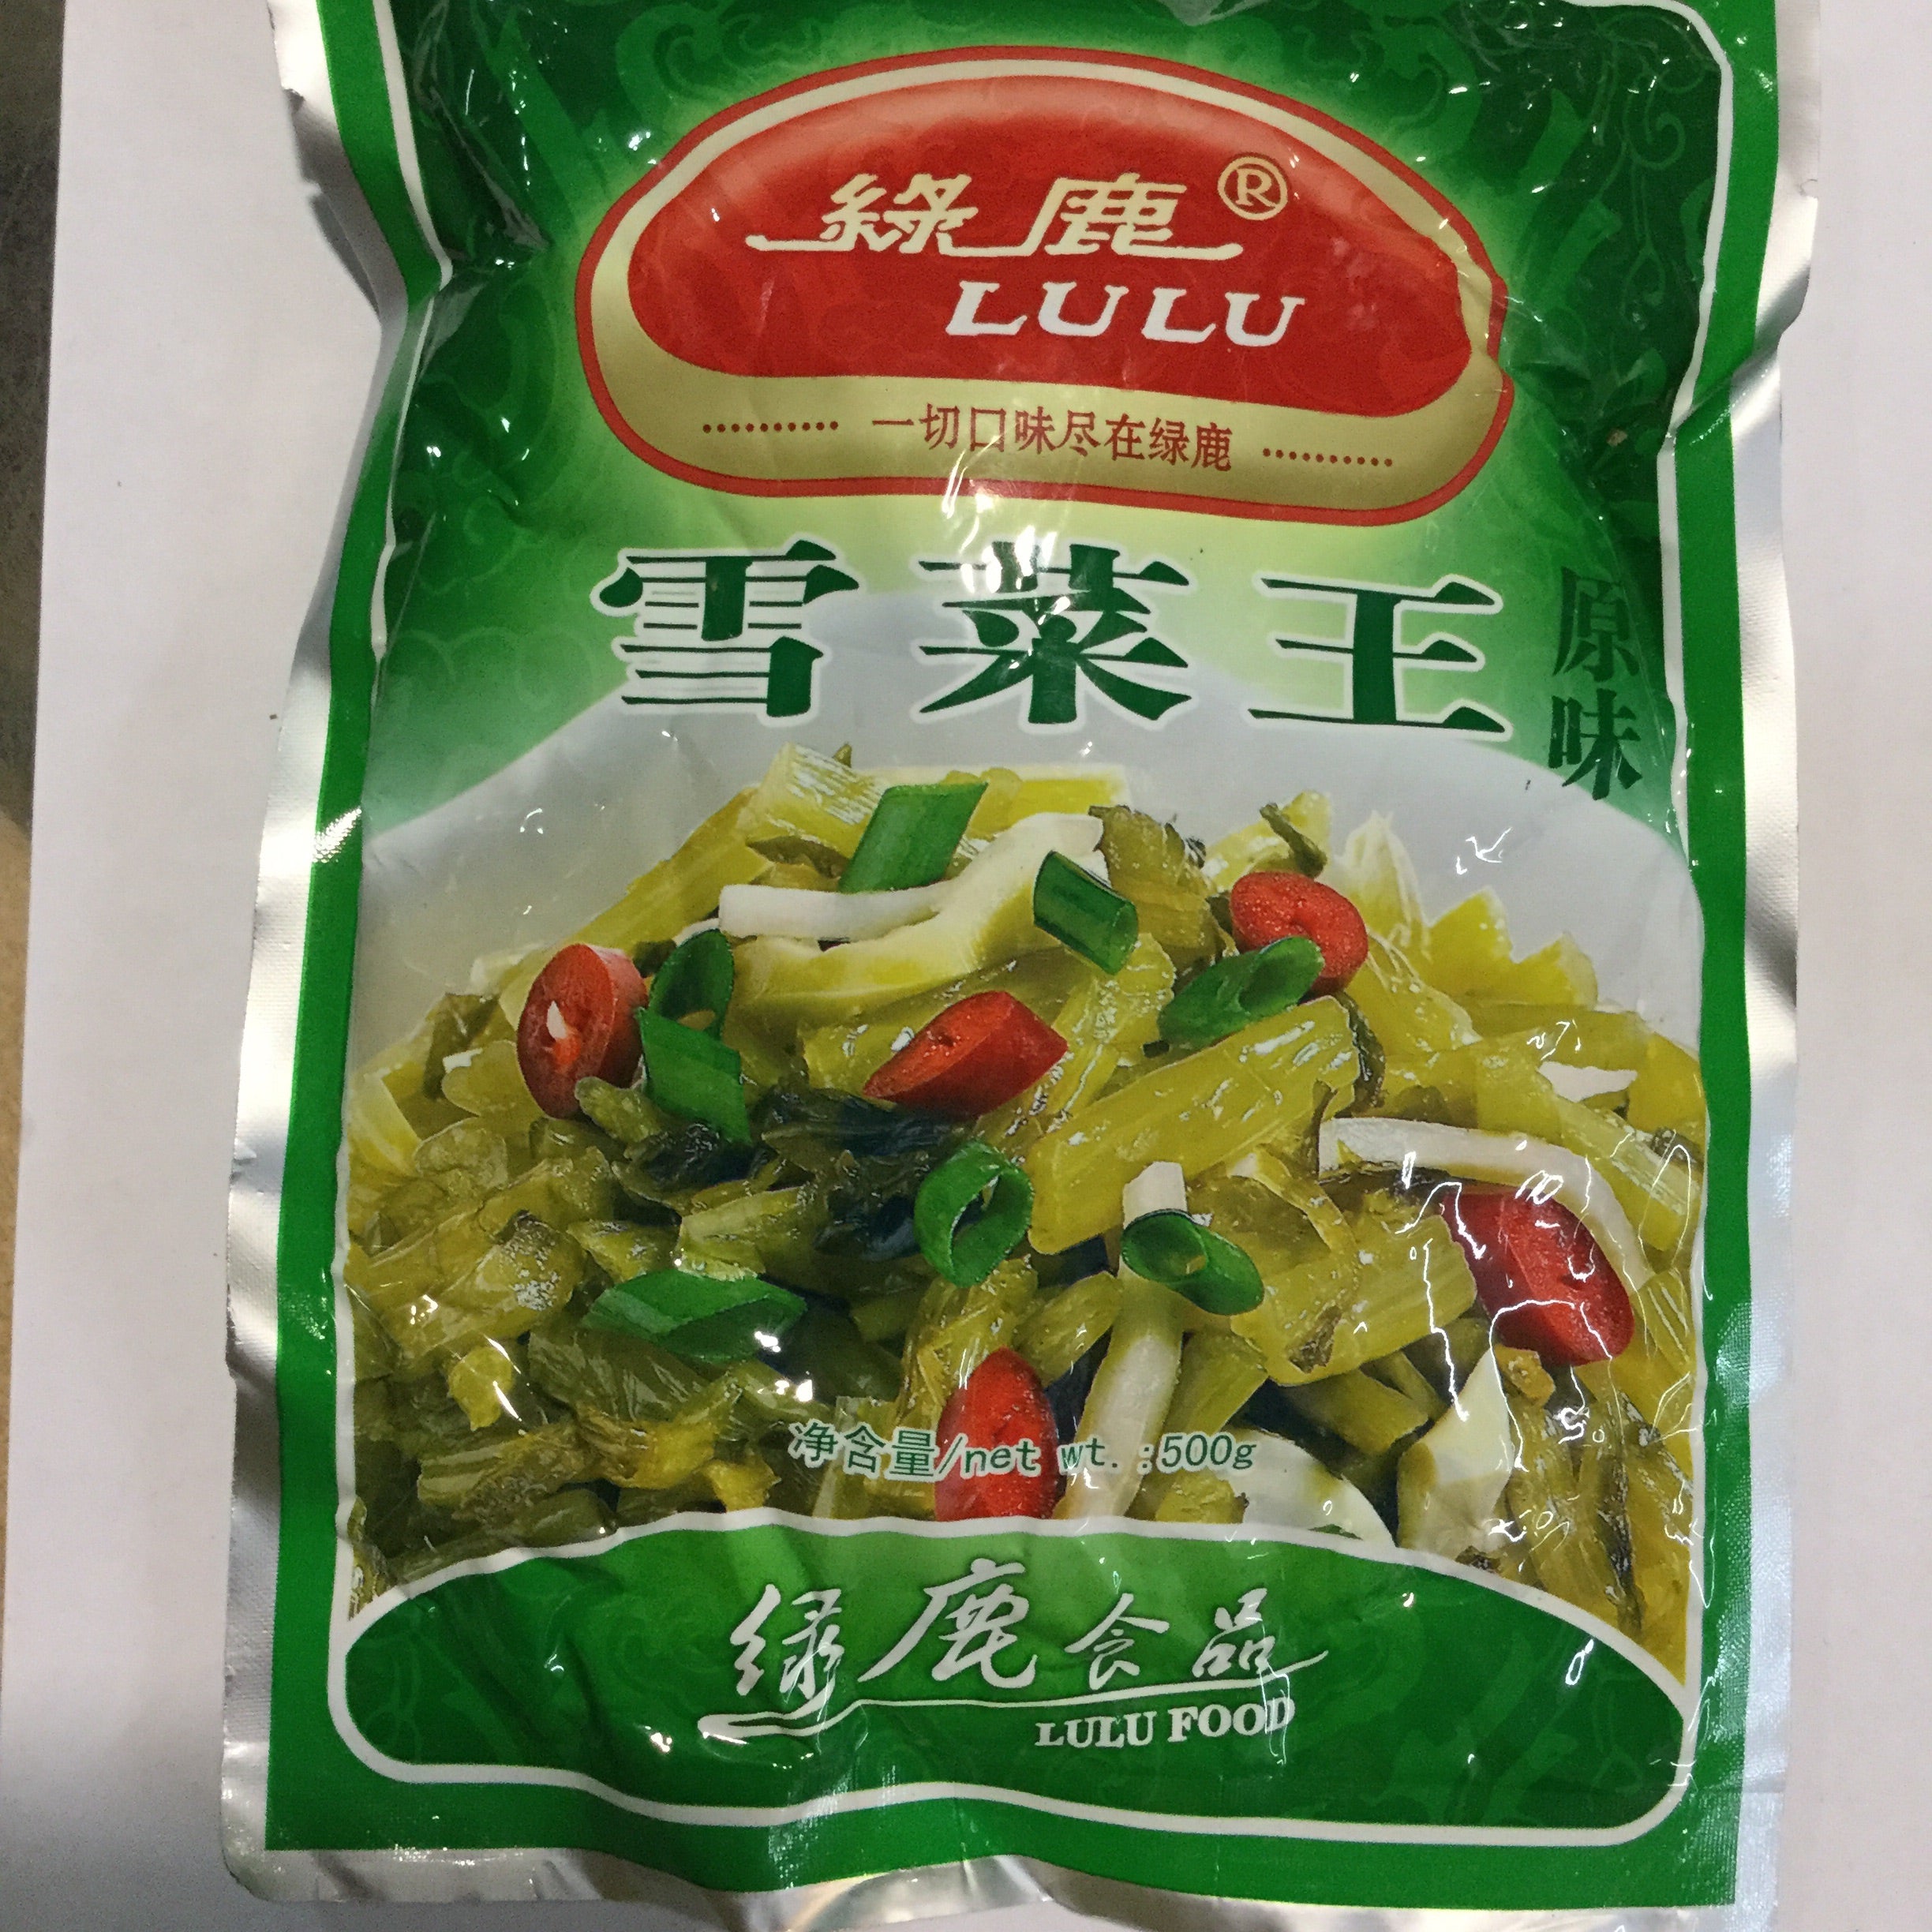 綠鹿®
LULU
一切口味尽在绿鹿
雪菜王
原味
净含量/net wt.:500g
绿鹿食品
LULU FOOD